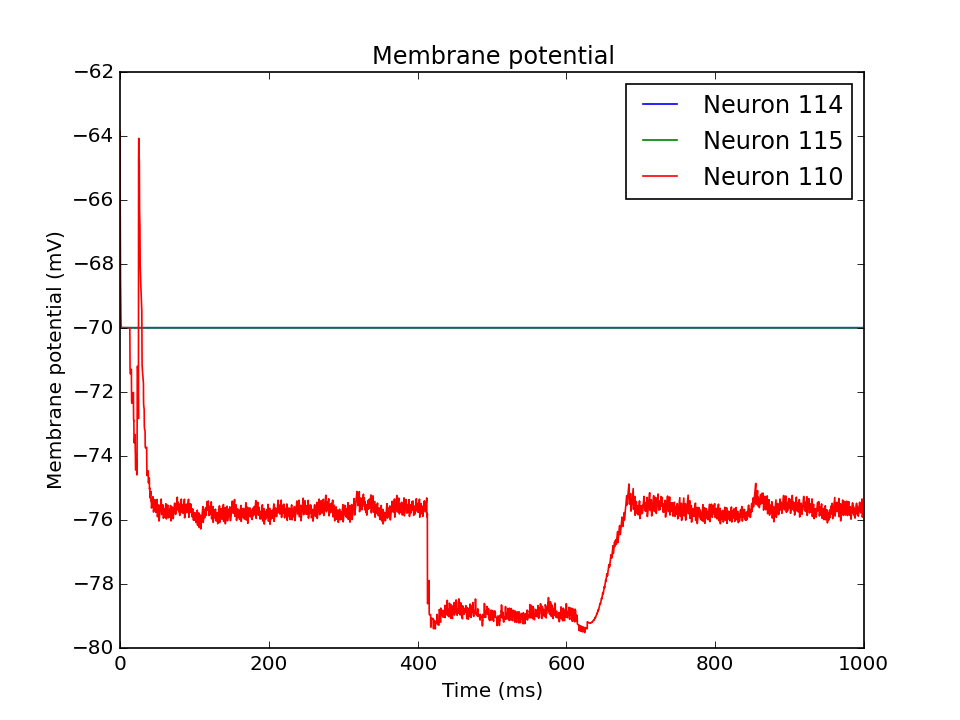 Membrane potential
Neuron 114
Neuron 115
Neuron 110
−62
−64
−66
−68
−70
−72
−74
−76
−78
−80
Membrane potential (mV)
0 200 400 600 800 1000
Time (ms)